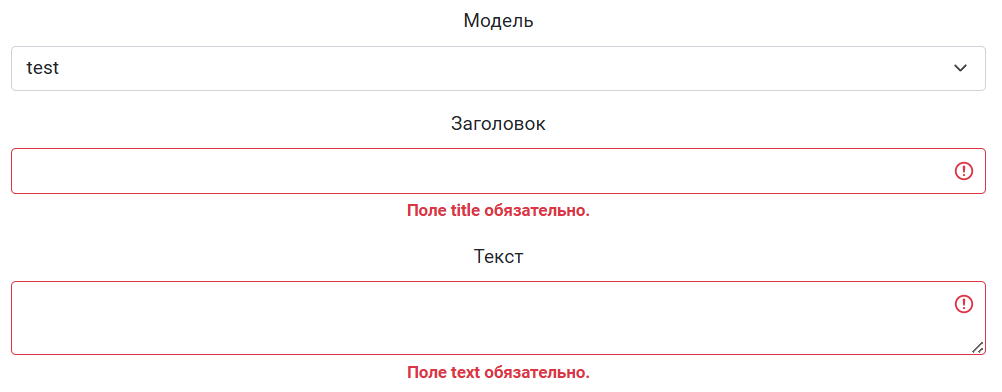 Модель
test
Заголовок
Поле title обязательно.
Текст
Поле text обязательно.